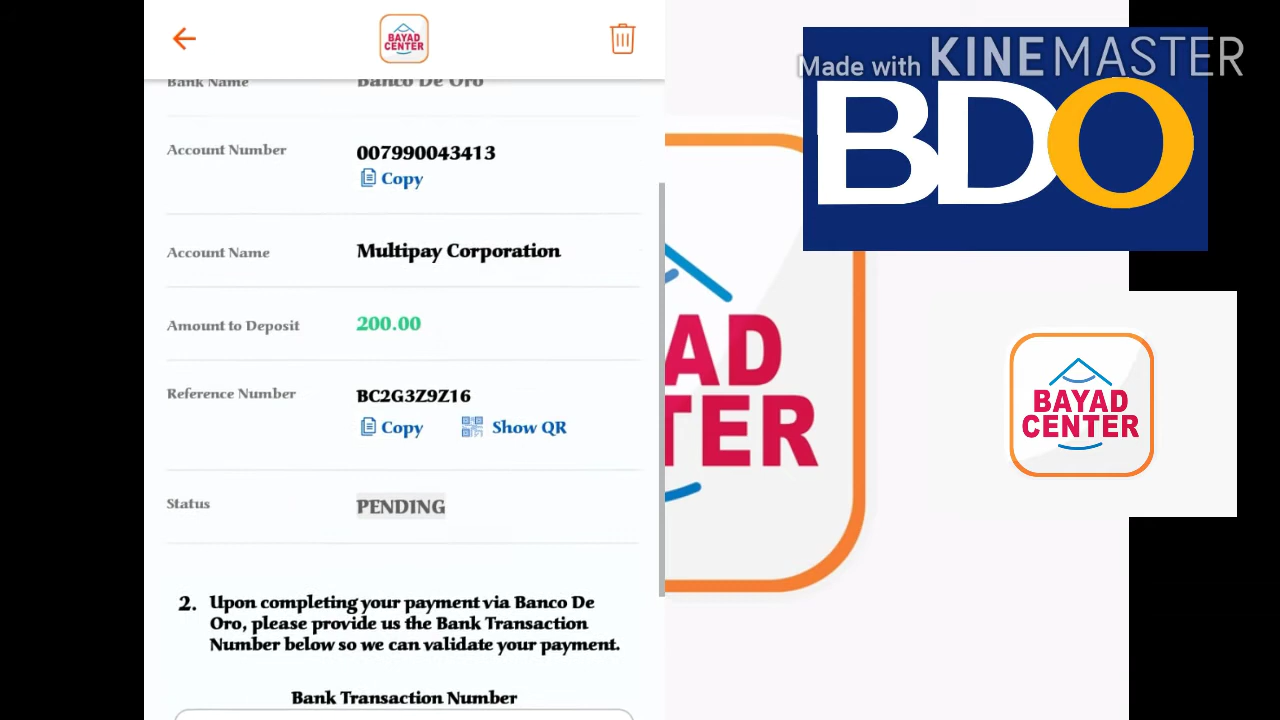 BAYAD
CENTER
Bank Name
Banco De Oro
Account Number
007990043413
Copy
Account Name
Multipay Corporation
Amount to Deposit
200.00
Reference Number
BC2G3Z9Z16
Copy
Show QR
Status
PENDING
2. Upon completing your payment via Banco De
Oro, please provide us the Bank Transaction
Number below so we can validate your payment.
Bank Transaction Number
AD
TER
Made with KINEMASTER
BDO
BAYAD
CENTER